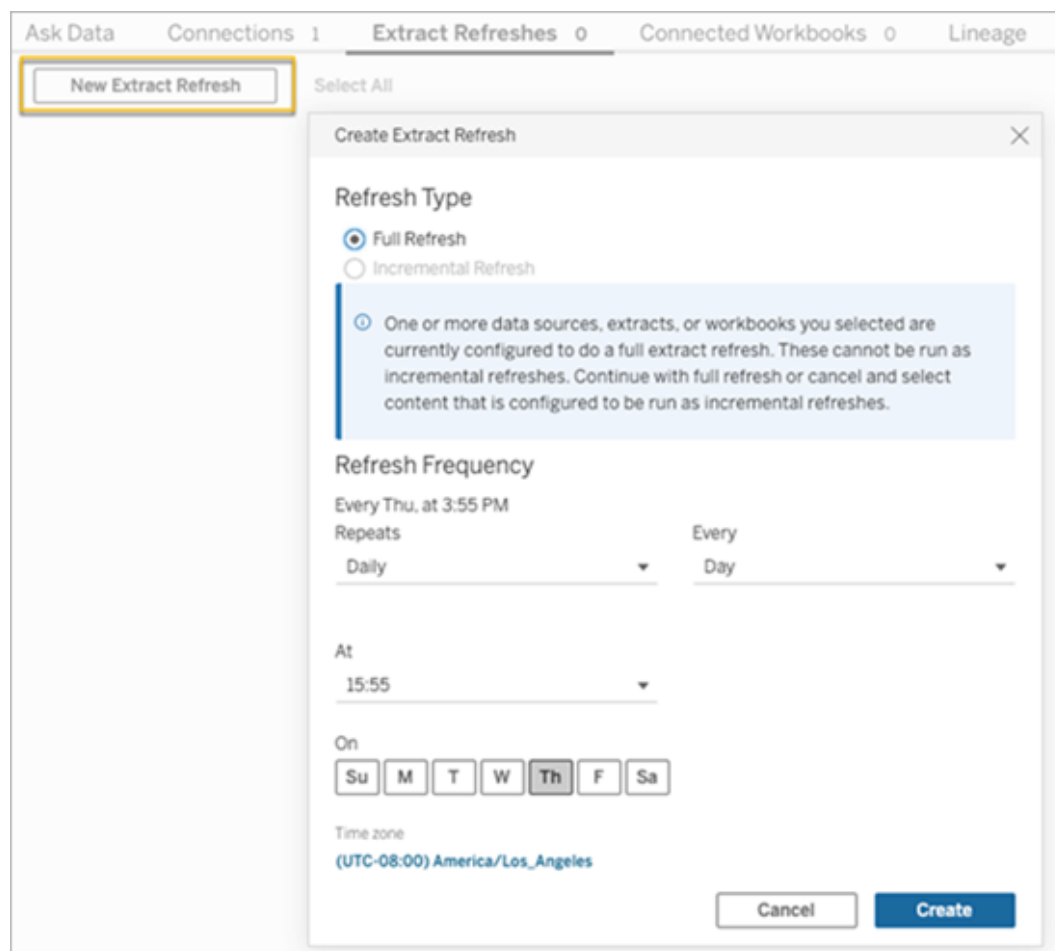 Ask Data Connections 1 Extract Refreshes 0 Connected Workbooks 0 Lineage
New Extract Refresh Select All
Create Extract Refresh
Refresh Type
Full Refresh
Incremental Refresh
One or more data sources, extracts, or workbooks you selected are
currently configured to do a full extract refresh. These cannot be run as
incremental refreshes. Continue with full refresh or cancel and select
content that is configured to be run as incremental refreshes.
Refresh Frequency
Every Thu, at 3:55 PM
Repeats Every
Daily Day
At
15:55
On
Su M T W Th F Sa
Time zone
(UTC-08:00) America/Los_Angeles
Cancel Create